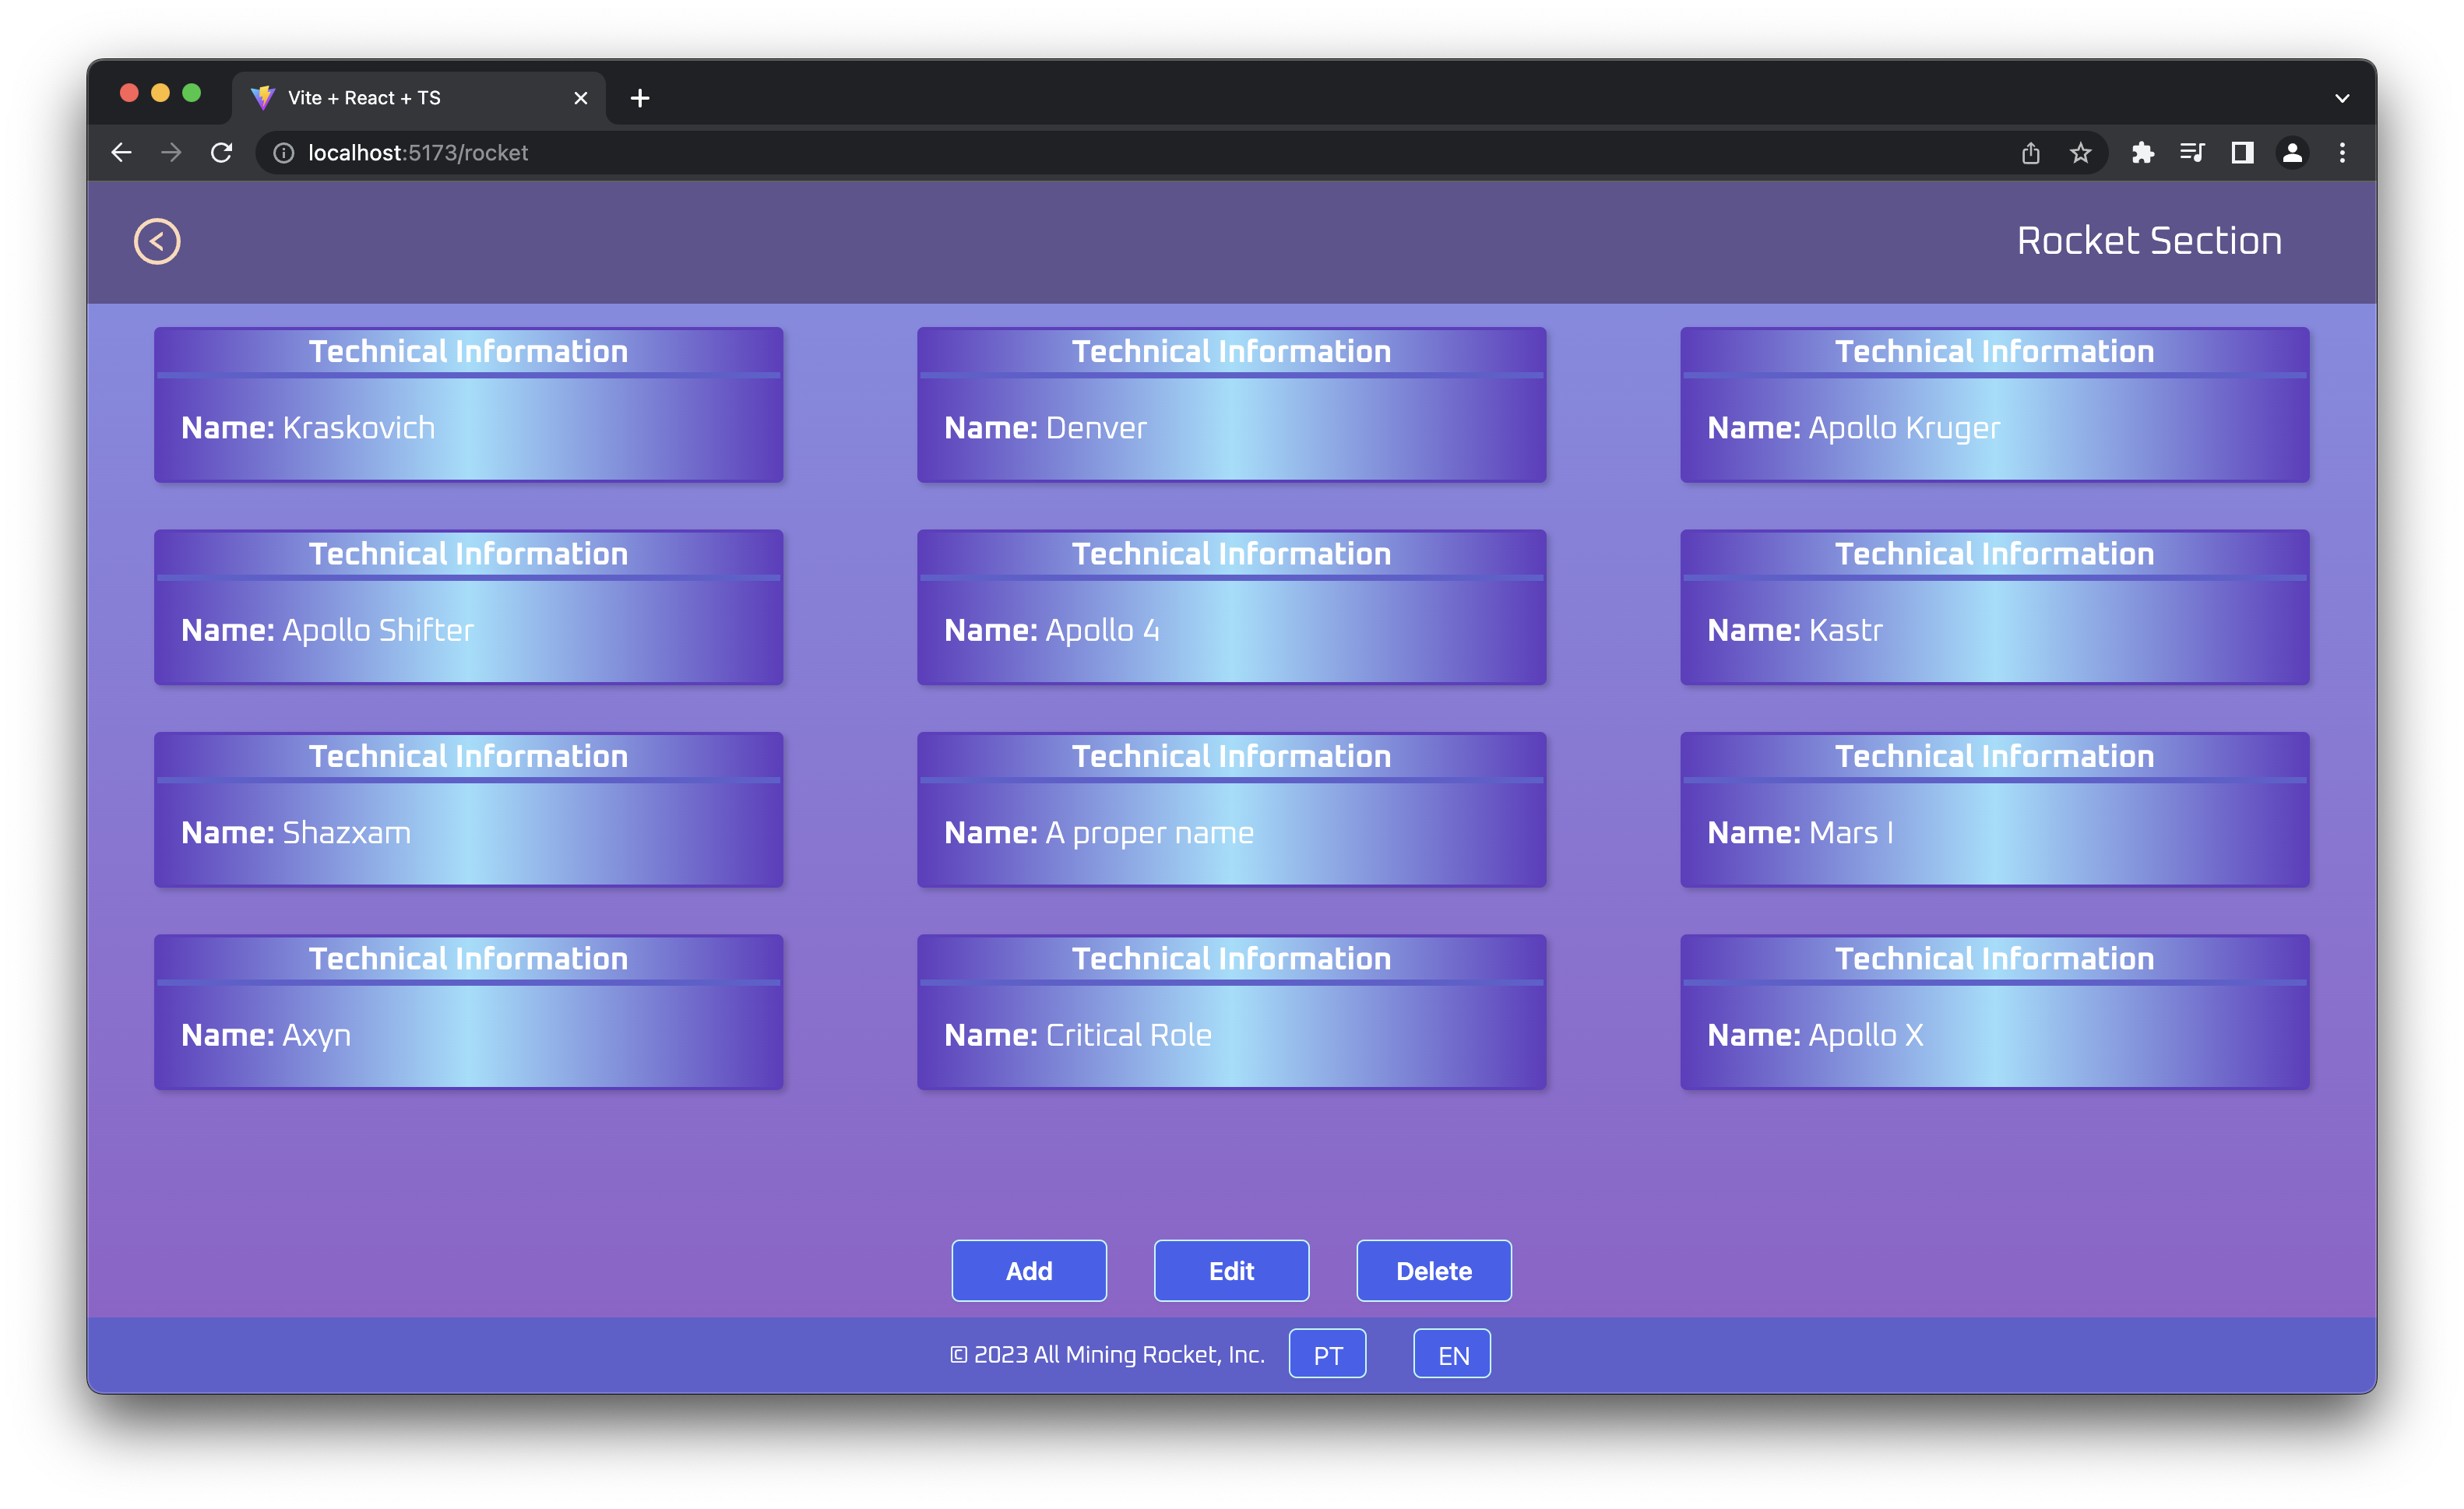 Vite + React + TS
localhost:5173/rocket
Rocket Section
Technical Information
Name: Kraskovich
Technical Information
Name: Denver
Technical Information
Name: Apollo Kruger
Technical Information
Name: Apollo Shifter
Technical Information
Name: Apollo 4
Technical Information
Name: Kastr
Technical Information
Name: Shazxam
Technical Information
Name: A proper name
Technical Information
Name: Mars I
Technical Information
Name: Axyn
Technical Information
Name: Critical Role
Technical Information
Name: Apollo X
Add
Edit
Delete
© 2023 All Mining Rocket, Inc.
PT
EN